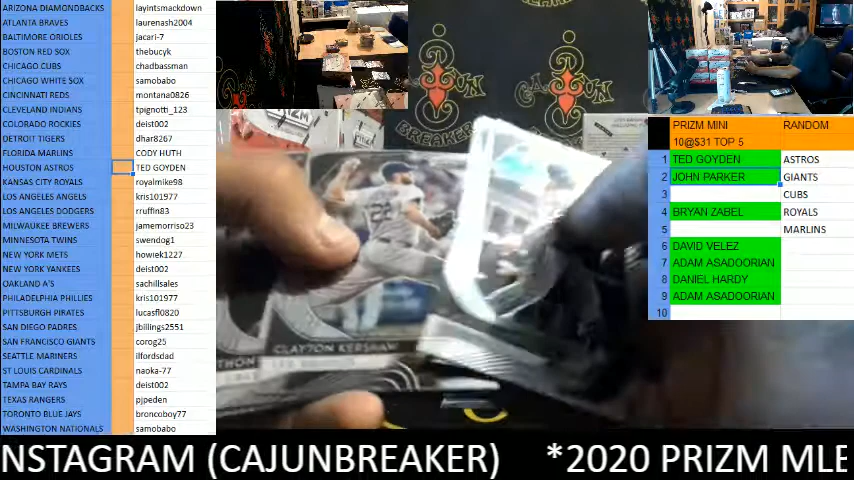 ARIZONA DIAMONDBACKS layintsmackdown
ATLANTA BRAVES laurenash2004
BALTIMORE ORIOLES jacari-7
BOSTON RED SOX thebucyk
CHICAGO CUBS chadbassman
CHICAGO WHITE SOX samobabo
CINCINNATI REDS montana0826
CLEVELAND INDIANS tpignotti_123
COLORADO ROCKIES deist002
DETROIT TIGERS dhar8267
FLORIDA MARLINS CODY HUTH
HOUSTON ASTROS TED GOYDEN
KANSAS CITY ROYALS royalmike98
LOS ANGELES ANGELS kris101977
LOS ANGELES DODGERS rruffin83
MILWAUKEE BREWERS jamemorriso23
MINNESOTA TWINS swendog1
NEW YORK METS howiek1227
NEW YORK YANKEES deist002
OAKLAND A'S sachillsales
PHILADELPHIA PHILLIES kris101977
PITTSBURGH PIRATES lucasfl0820
SAN DIEGO PADRES jbillings2551
SAN FRANCISCO GIANTS corog25
SEATTLE MARINERS ilfordsdad
ST LOUIS CARDINALS naoka-77
TAMPA BAY RAYS deist002
TEXAS RANGERS pjpeden
TORONTO BLUE JAYS broncoboy77
WASHINGTON NATIONALS samobabo
PRIZM MINI RANDOM
10@$31 TOP 5
1 TED GOYDEN ASTROS
2 JOHN PARKER GIANTS
3 CUBS
4 BRYAN ZABEL ROYALS
5 MARLINS
6 DAVID VELEZ
7 ADAM ASADOORIAN
8 DANIEL HARDY
9 ADAM ASADOORIAN
10
PRIZM
BREAKER
22
CLAYTON KERSHAW
NSTAGRAM (CAJUNBREAKER) *2020 PRIZM MLB